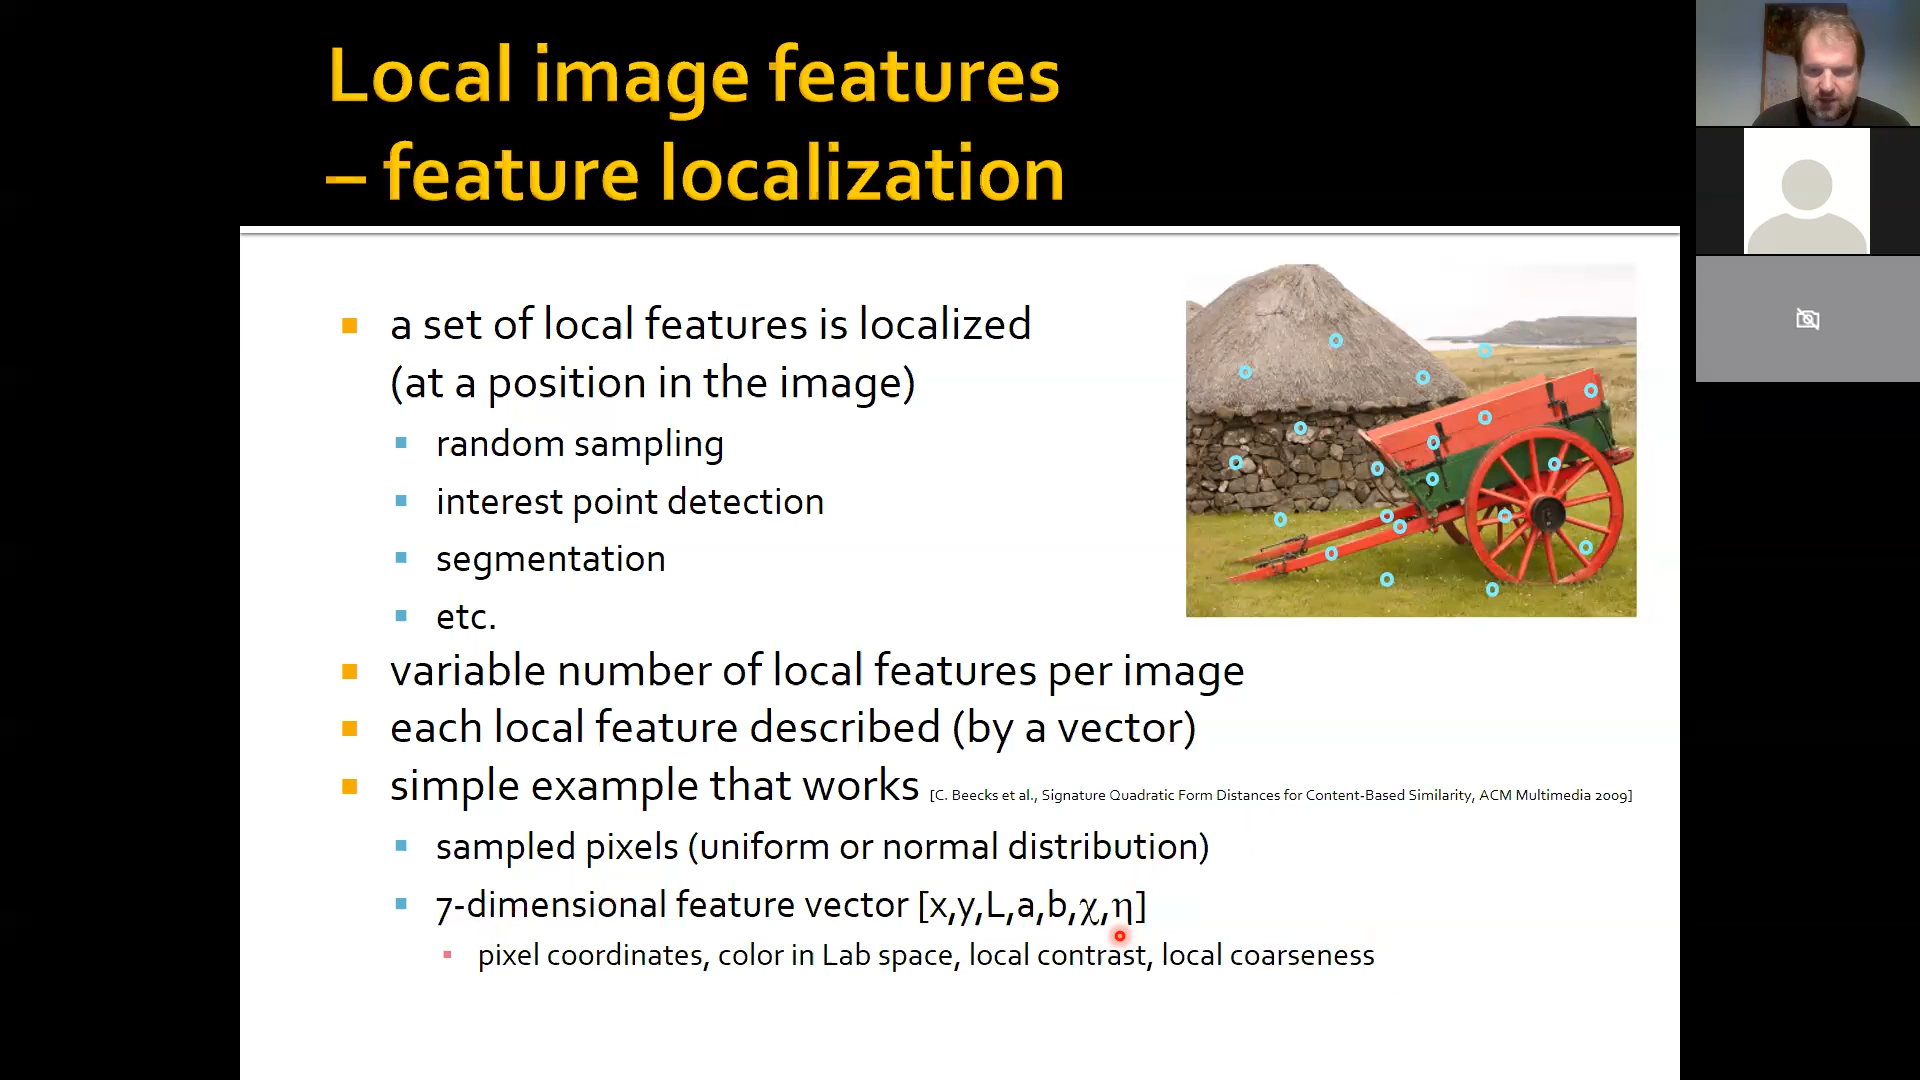 Local image features
– feature localization
a set of local features is localized
(at a position in the image)
random sampling
interest point detection
segmentation
etc.
variable number of local features per image
each local feature described (by a vector)
simple example that works [C. Beecks et al., Signature Quadratic Form Distances for Content-Based Similarity, ACM Multimedia 2009]
sampled pixels (uniform or normal distribution)
7-dimensional feature vector [x,y,L,a,b,χ,η]
pixel coordinates, color in Lab space, local contrast, local coarseness